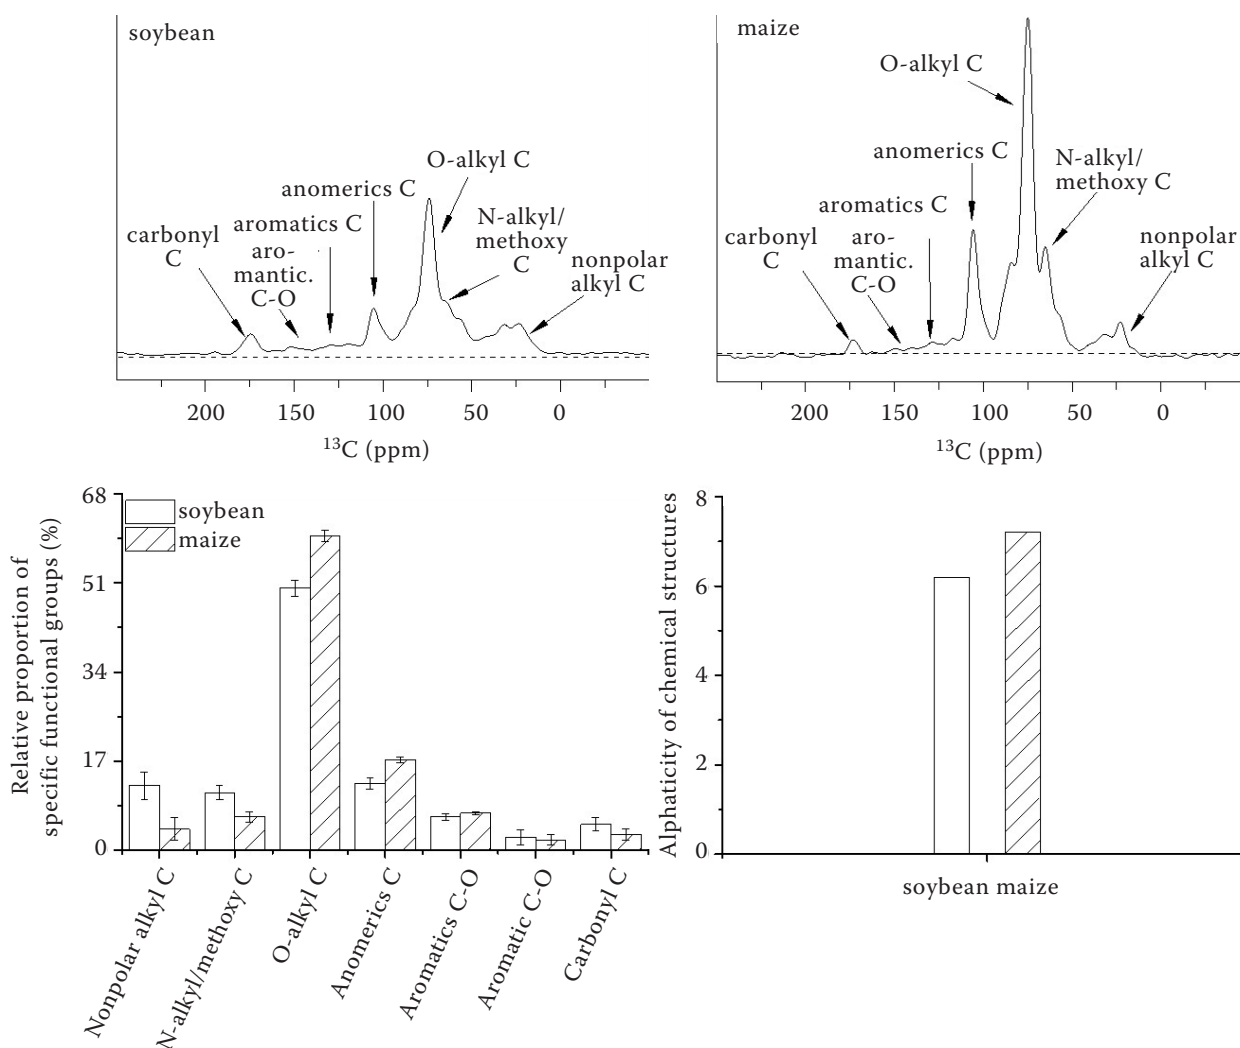 soybean
O-alkyl C
anomerics C
aromatics C
N-alkyl/
methoxy
C
carbonyl
C
aro-
mantic.
C-O
nonpolar
alkyl C
200 150 100 50 0
¹³C (ppm)
maize
O-alkyl C
anomerics C
N-alkyl/
methoxy C
aromatics C
carbonyl
C
aro-
mantic.
C-O
nonpolar
alkyl C
200 150 100 50 0
¹³C (ppm)
Relative proportion of
specific functional groups (%)
68
51
34
17
0
soybean
maize
Nonpolar alkyl C
N-alkyl/methoxy C
O-alkyl C
Anomerics C
Aromatics C-O
Aromatic C-O
Carbonyl C
Alphaticity of chemical structures
8
6
4
2
0
soybean maize